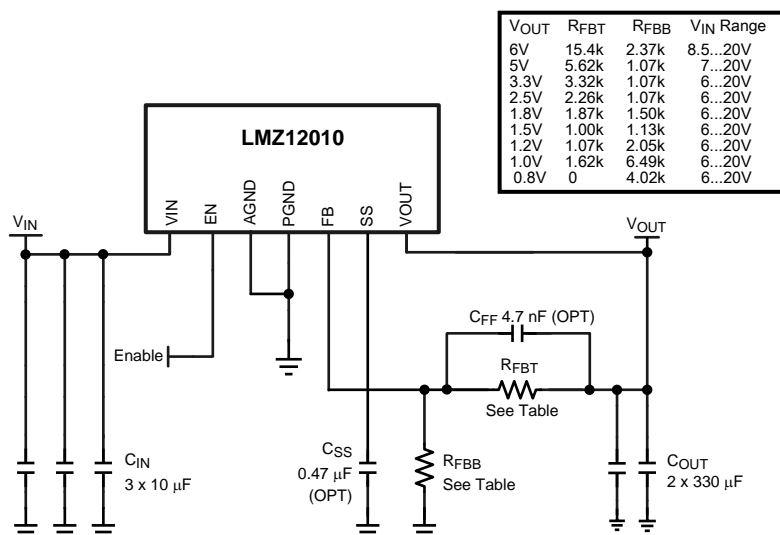 VOUT RFBT RFBB VIN Range
6V 15.4k 2.37k 8.5...20V
5V 5.62k 1.07k 7...20V
3.3V 3.32k 1.07k 6...20V
2.5V 2.26k 1.07k 6...20V
1.8V 1.87k 1.50k 6...20V
1.5V 1.00k 1.13k 6...20V
1.2V 1.07k 2.05k 6...20V
1.0V 1.62k 6.49k 6...20V
0.8V 0 4.02k 6...20V
LMZ12010
VIN
EN
AGND
PGND
FB
SS
VOUT
VIN
VOUT
CFF 4.7 nF (OPT)
Enable
RFBT
See Table
CIN
3 x 10 μF
CSS
0.47 μF
(OPT)
RFBB
See Table
COUT
2 x 330 μF